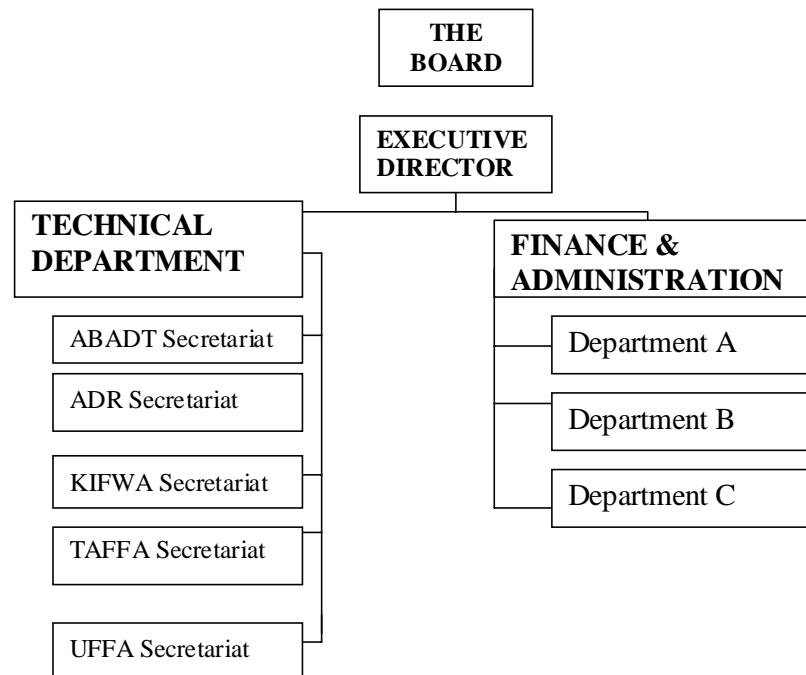 THE
BOARD
EXECUTIVE
DIRECTOR
TECHNICAL
DEPARTMENT
ABADT Secretariat
ADR Secretariat
KIFWA Secretariat
TAFFA Secretariat
UFFA Secretariat
FINANCE &
ADMINISTRATION
Department A
Department B
Department C